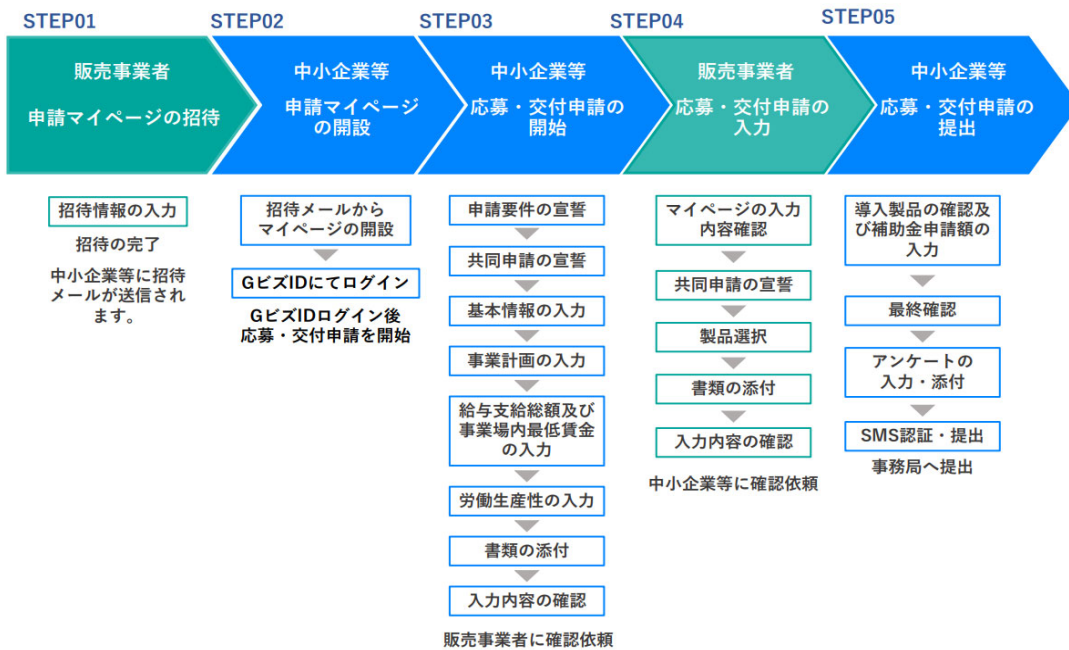 STEP01
販売事業者
申請マイページの招待
招待情報の入力
招待の完了
中小企業等に招待
メールが送信され
ます。
STEP02
中小企業等
申請マイページ
の開設
招待メールから
マイページの開設
GビズIDにてログイン
GビズIDログイン後
応募・交付申請を開始
STEP03
中小企業等
応募・交付申請の
開始
申請要件の宣誓
共同申請の宣誓
基本情報の入力
事業計画の入力
給与支給総額及び
事業場内最低賃金
の入力
労働生産性の入力
書類の添付
入力内容の確認
販売事業者に確認依頼
STEP04
販売事業者
応募・交付申請の
入力
マイページの入力
内容確認
共同申請の宣誓
製品選択
書類の添付
入力内容の確認
中小企業等に確認依頼
STEP05
中小企業等
応募・交付申請の
提出
導入製品の確認及
び補助金申請額の
入力
最終確認
アンケートの
入力・添付
SMS認証・提出
事務局へ提出